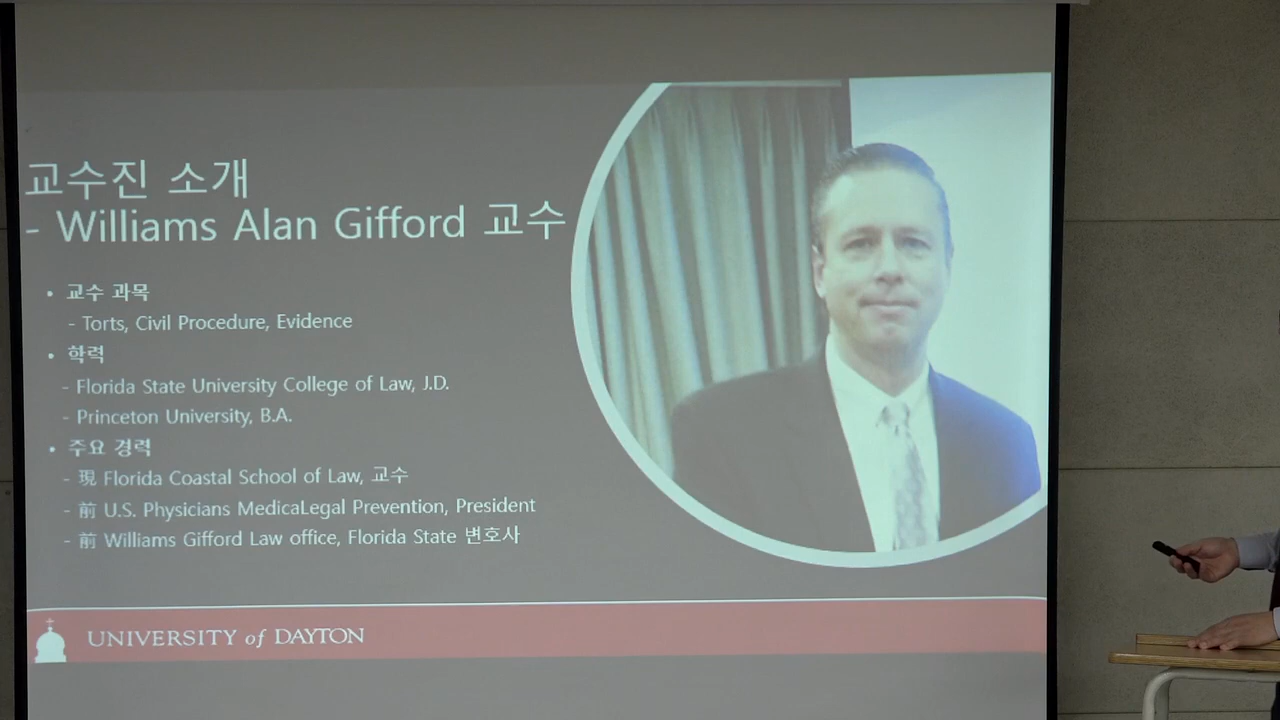 교수진 소개
- Williams Alan Gifford 교수
• 교수 과목
- Torts, Civil Procedure, Evidence
• 학력
- Florida State University College of Law, J.D.
- Princeton University, B.A.
• 주요 경력
- 現 Florida Coastal School of Law, 교수
- 前 U.S. Physicians MedicaLegal Prevention, President
- 前 Williams Gifford Law office, Florida State 변호사
UNIVERSITY of DAYTON